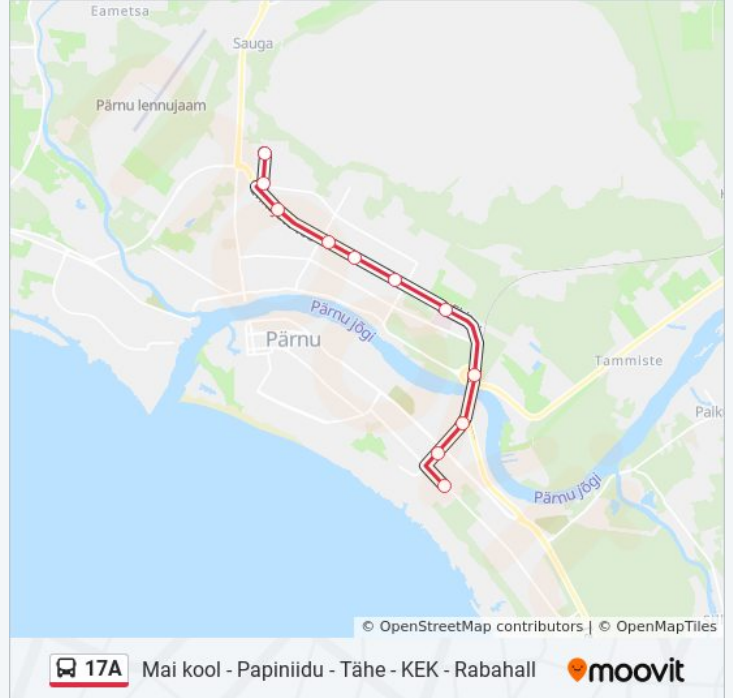 Eametsa
Sauga
Pärnu lennujaam
Pärnu jõgi
Pärnu
Tammiste
Pärnu jõgi
© OpenStreetMap contributors | © OpenMapTiles
17A Mai kool - Papiniidu - Tähe - KEK - Rabahall moovit